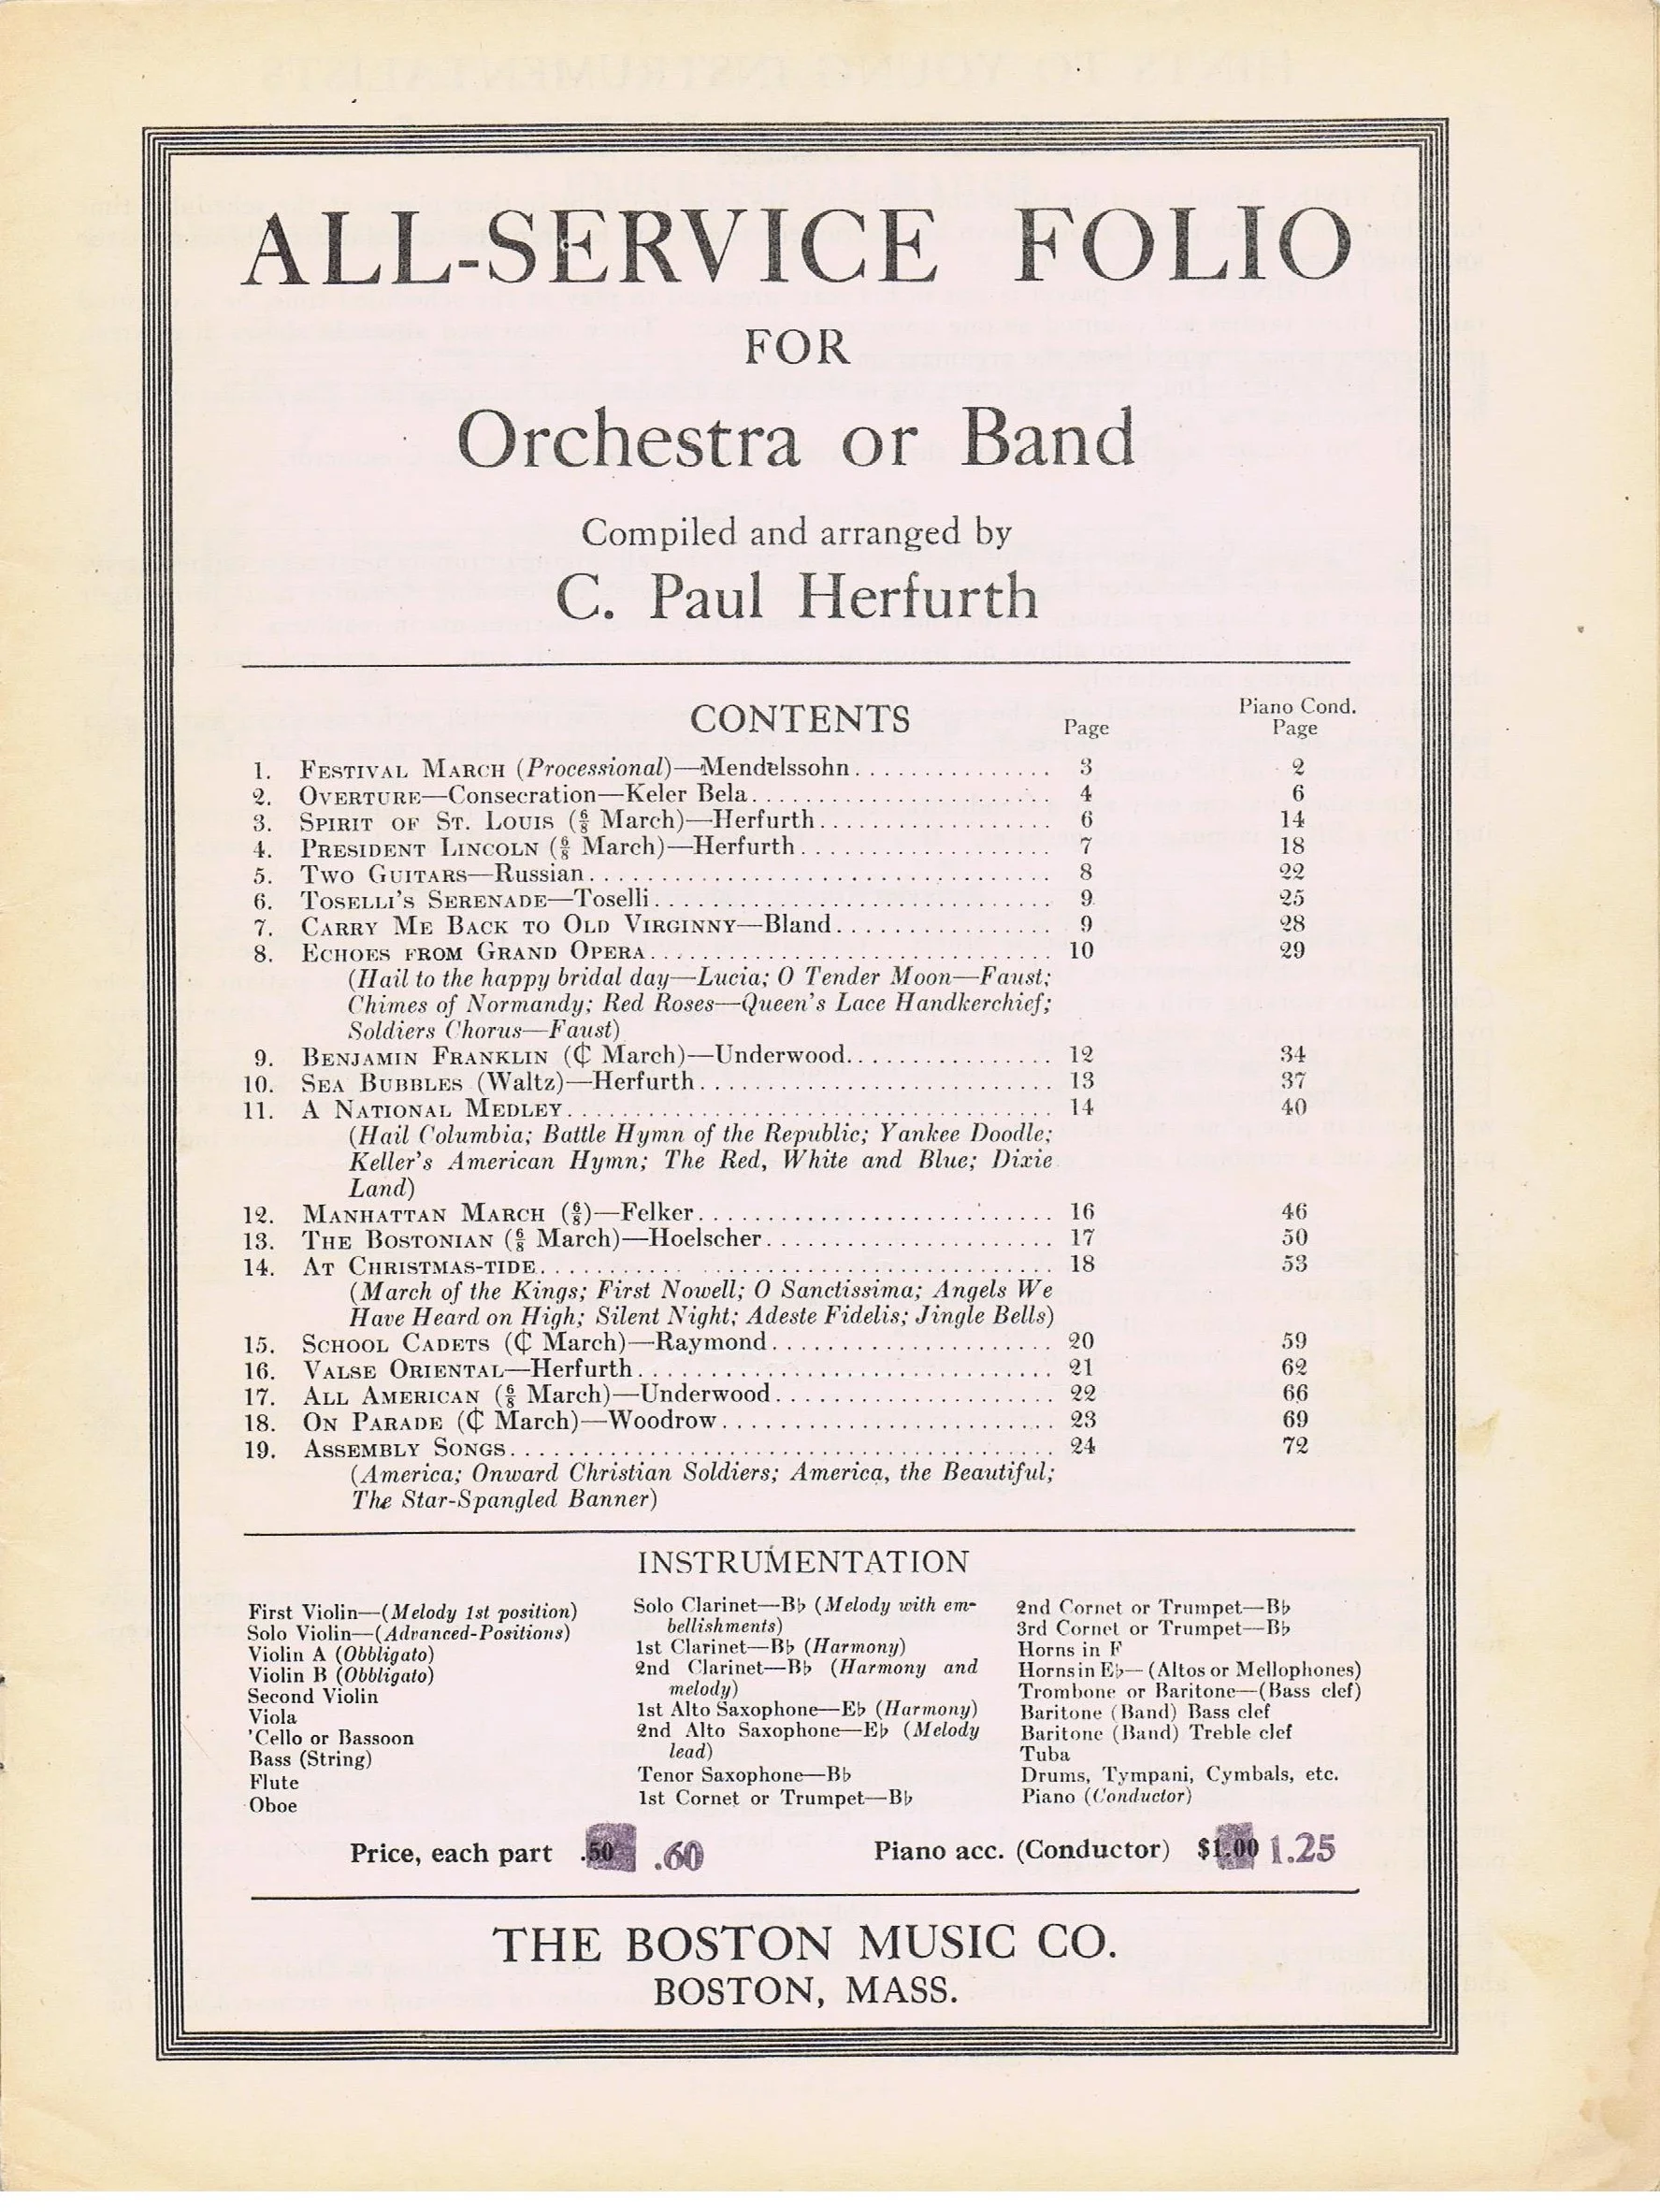 ALL-SERVICE FOLIO
FOR
Orchestra or Band
Compiled and arranged by
C. Paul Herfurth
CONTENTS Page Piano Cond. Page
1. FESTIVAL MARCH (Processional)—Mendelssohn............... 3 2
2. OVERTURE—Consecration—Keler Bela....................... 4 6
3. SPIRIT OF ST. LOUIS (6/8 March)—Herfurth.................. 6 14
4. PRESIDENT LINCOLN (6/8 March)—Herfurth................... 7 18
5. TWO GUITARS—Russian................................ 8 22
6. TOSELLI'S SERENADE—Toselli............................ 9 25
7. CARRY ME BACK TO OLD VIRGINNY—Bland................ 9 28
8. ECHOES FROM GRAND OPERA............................ 10 29
(Hail to the happy bridal day—Lucia; O Tender Moon—Faust;
Chimes of Normandy; Red Roses—Queen's Lace Handkerchief;
Soldiers Chorus—Faust)
9. BENJAMIN FRANKLIN (₵ March)—Underwood............... 12 34
10. SEA BUBBLES (Waltz)—Herfurth......................... 13 37
11. A NATIONAL MEDLEY.................................. 14 40
(Hail Columbia; Battle Hymn of the Republic; Yankee Doodle;
Keller's American Hymn; The Red, White and Blue; Dixie
Land)
12. MANHATTAN MARCH (6/8)—Felker......................... 16 46
13. THE BOSTONIAN (6/8 March)—Hoelscher.................... 17 50
14. AT CHRISTMAS-TIDE................................... 18 53
(March of the Kings; First Nowell; O Sanctissima; Angels We
Have Heard on High; Silent Night; Adeste Fidelis; Jingle Bells)
15. SCHOOL CADETS (₵ March)—Raymond.................... 20 59
16. VALSE ORIENTAL—Herfurth............................. 21 62
17. ALL AMERICAN (6/8 March)—Underwood................... 22 66
18. ON PARADE (₵ March)—Woodrow....................... 23 69
19. ASSEMBLY SONGS...................................... 24 72
(America; Onward Christian Soldiers; America, the Beautiful;
The Star-Spangled Banner)
INSTRUMENTATION
First Violin—(Melody 1st position)
Solo Violin—(Advanced-Positions)
Violin A (Obbligato)
Violin B (Obbligato)
Second Violin
Viola
'Cello or Bassoon
Bass (String)
Flute
Oboe
Solo Clarinet—B♭ (Melody with em-
bellishments)
1st Clarinet—B♭ (Harmony)
2nd Clarinet—B♭ (Harmony and
melody)
1st Alto Saxophone—E♭ (Harmony)
2nd Alto Saxophone—E♭ (Melody
lead)
Tenor Saxophone—B♭
1st Cornet or Trumpet—B♭
2nd Cornet or Trumpet—B♭
3rd Cornet or Trumpet—B♭
Horns in F
Horns in E♭—(Altos or Mellophones)
Trombone or Baritone—(Bass clef)
Baritone (Band) Bass clef
Baritone (Band) Treble clef
Tuba
Drums, Tympani, Cymbals, etc.
Piano (Conductor)
Price, each part .50 .60 Piano acc. (Conductor) $1.00 1.25
THE BOSTON MUSIC CO.
BOSTON, MASS.